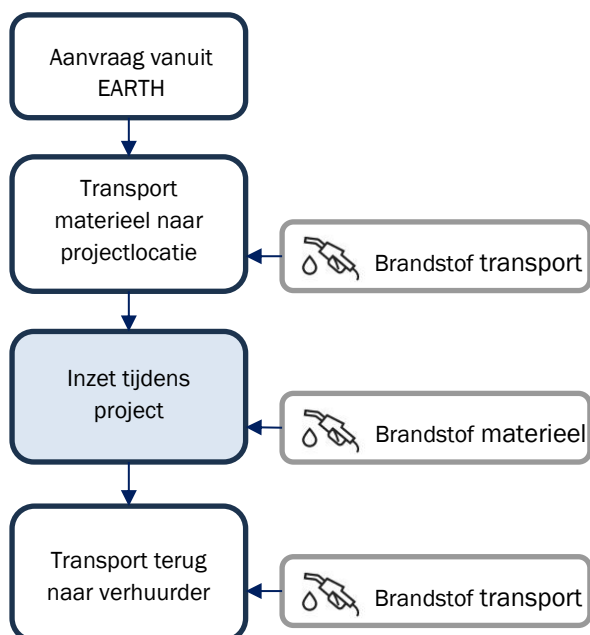 Aanvraag vanuit
EARTH
Transport
materieel naar
projectlocatie
Brandstof transport
Inzet tijdens
project
Brandstof materieel
Transport terug
naar verhuurder
Brandstof transport